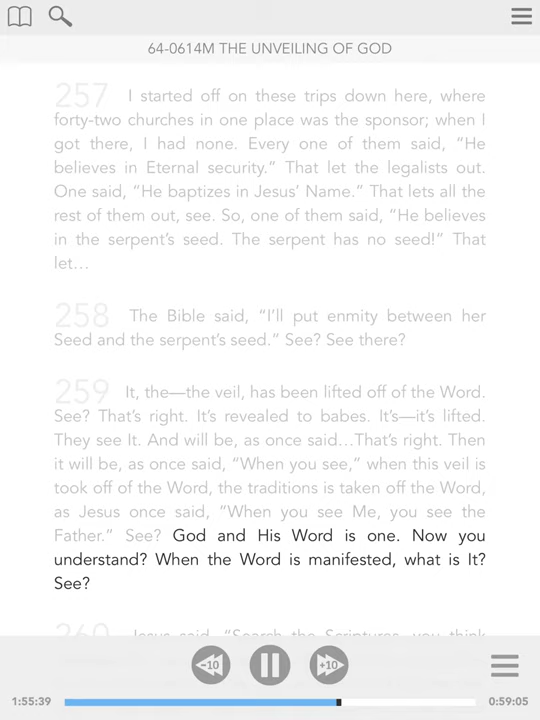 64-0614M THE UNVEILING OF GOD
257 I started off on these trips down here, where
forty-two churches in one place was the sponsor; when I
got there, I had none. Every one of them said, “He
believes in Eternal security.” That let the legalists out.
One said, “He baptizes in Jesus’ Name.” That lets all the
rest of them out, see. So, one of them said, “He believes
in the serpent’s seed. The serpent has no seed!” That
let…
258 The Bible said, “I’ll put enmity between her
Seed and the serpent’s seed.” See? See there?
259 It, the—the veil, has been lifted off of the Word.
See? That’s right. It’s revealed to babes. It’s—it’s lifted.
They see It. And will be, as once said…That’s right. Then
it will be, as once said, “When you see,” when this veil is
took off of the Word, the traditions is taken off the Word,
as Jesus once said, “When you see Me, you see the
Father.” See? God and His Word is one. Now you
understand? When the Word is manifested, what is It?
See?
260 Jesus said, “Search the Scriptures, you think
-10
+10
1:55:39
0:59:05